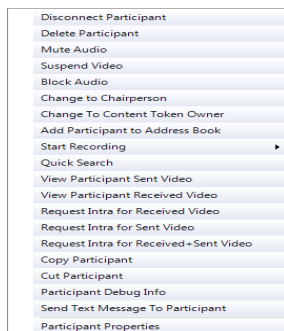 Disconnect Participant
Delete Participant
Mute Audio
Suspend Video
Block Audio
Change to Chairperson
Change To Content Token Owner
Add Participant to Address Book
Start Recording
Quick Search
View Participant Sent Video
View Participant Received Video
Request Intra for Received Video
Request Intra for Sent Video
Request Intra for Received+Sent Video
Copy Participant
Cut Participant
Participant Debug Info
Send Text Message To Participant
Participant Properties